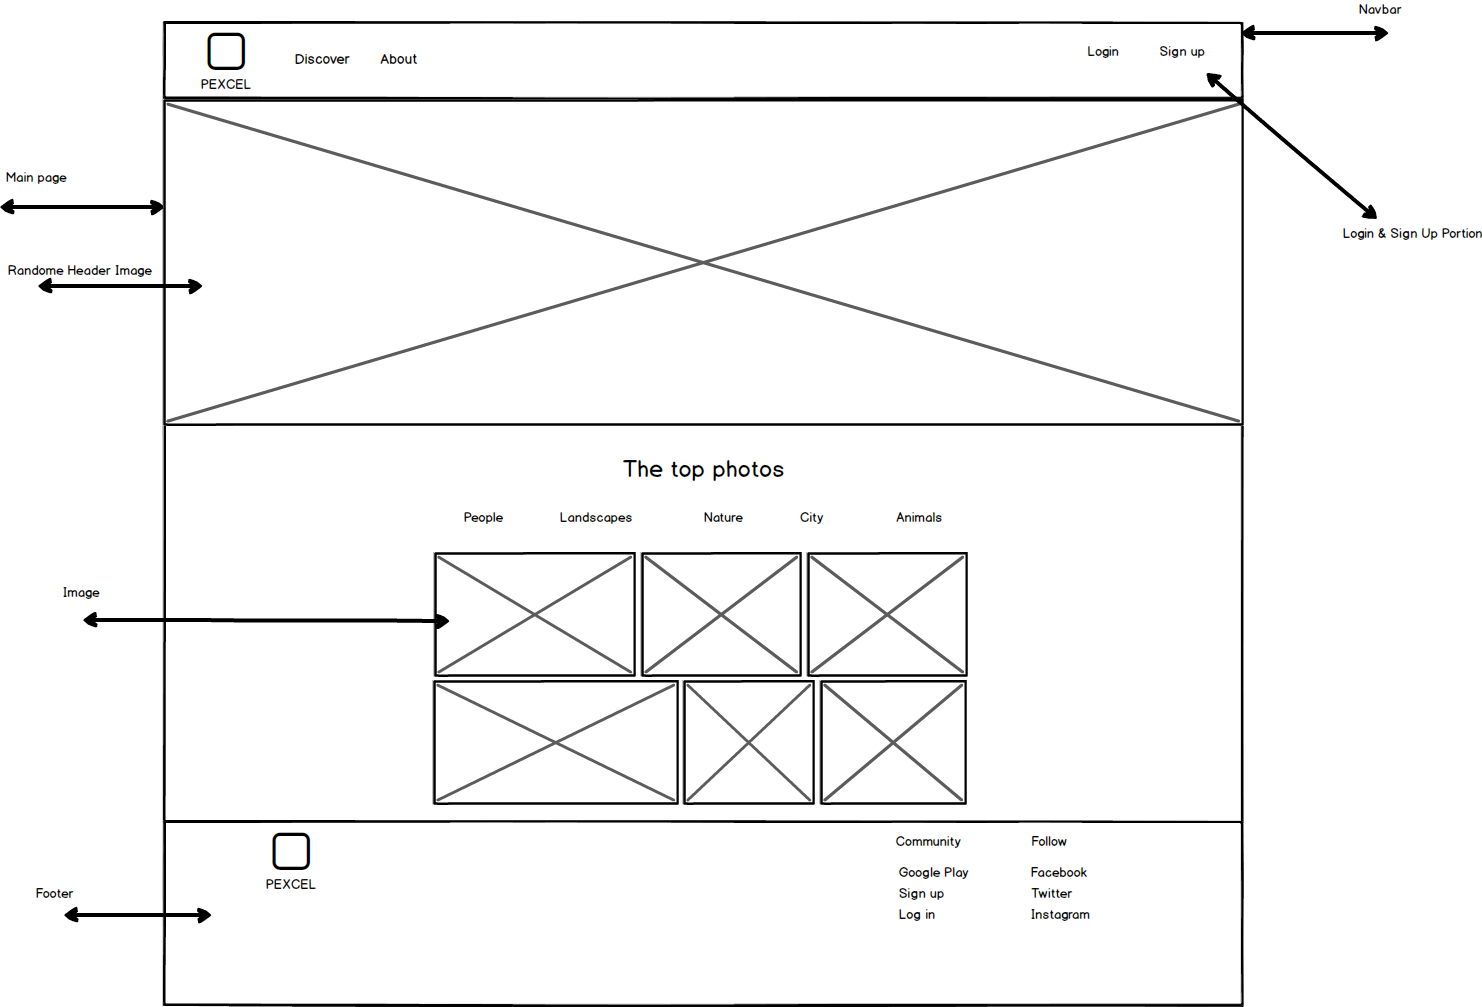 Navbar
Discover About
Login Sign up
PEXCEL
Main page
Login & Sign Up Portion
Randome Header Image
The top photos
People Landscapes Nature City Animals
Image
Community Follow
Google Play Facebook
PEXCEL
Sign up Twitter
Footer
Log in Instagram